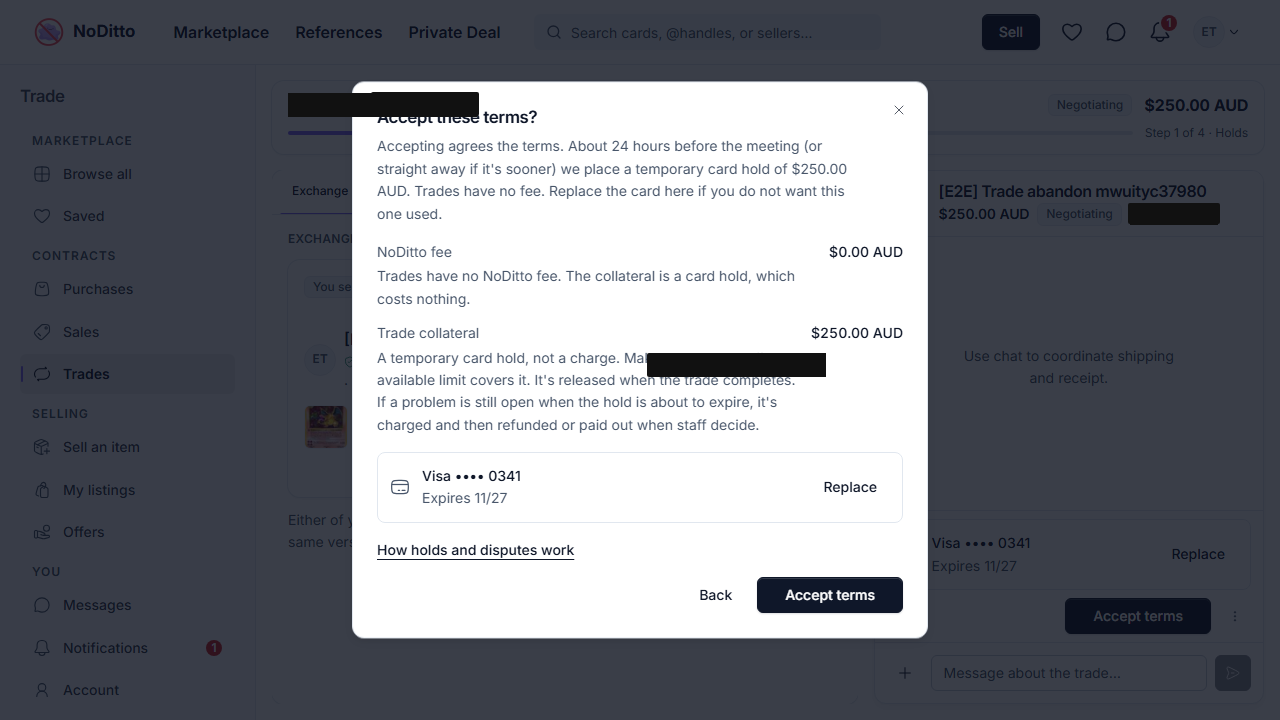 NoDitto
Marketplace
References
Private Deal
Search cards, @handles, or sellers...
Sell
1
ET
Trade
MARKETPLACE
Browse all
Saved
CONTRACTS
Purchases
Sales
Trades
SELLING
Sell an item
My listings
Offers
YOU
Messages
Notifications
1
Account
Negotiating
$250.00 AUD
Step 1 of 4 · Holds
Exchange
ET
Either of
same
Accept these terms?
Accepting agrees the terms. About 24 hours before the meeting (or
straight away if it's sooner) we place a temporary card hold of $250.00
AUD. Trades have no fee. Replace the card here if you do not want this
one used.
NoDitto fee
$0.00 AUD
Trades have no NoDitto fee. The collateral is a card hold, which
costs nothing.
Trade collateral
$250.00 AUD
A temporary card hold, not a charge.
available limit covers it. It's released when the trade completes.
If a problem is still open when the hold is about to expire, it's
charged and then refunded or paid out when staff decide.
Visa •••• 0341
Expires 11/27
Replace
How holds and disputes work
Back
Accept terms
[E2E] Trade abandon mwuityc37980
$250.00 AUD
Negotiating
Use chat to coordinate shipping
and receipt.
Visa •••• 0341
Expires 11/27
Replace
Accept terms
Message about the trade...